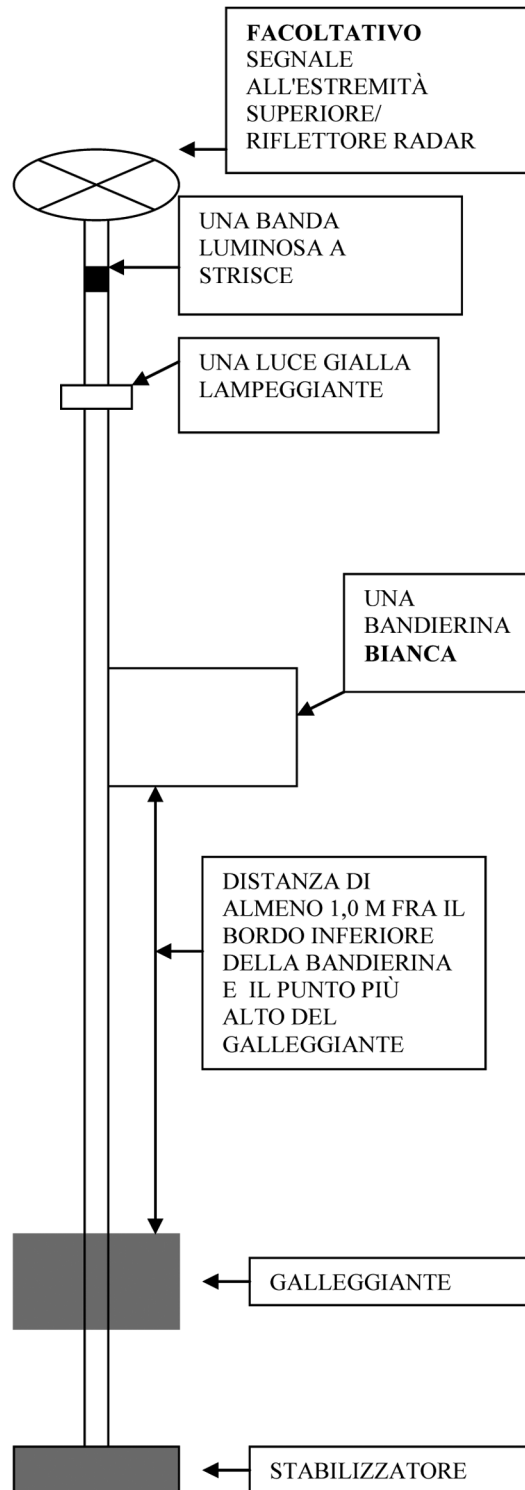 FACOLTATIVO
SEGNALE
ALL'ESTREMITÀ
SUPERIORE/
RIFLETTORE RADAR
UNA BANDA
LUMINOSA A
STRISCE
UNA LUCE GIALLA
LAMPEGGIANTE
UNA
BANDIERINA
BIANCA
DISTANZA DI
ALMENO 1,0 M FRA IL
BORDO INFERIORE
DELLA BANDIERINA
E IL PUNTO PIÙ
ALTO DEL
GALLEGGIANTE
GALLEGGIANTE
STABILIZZATORE